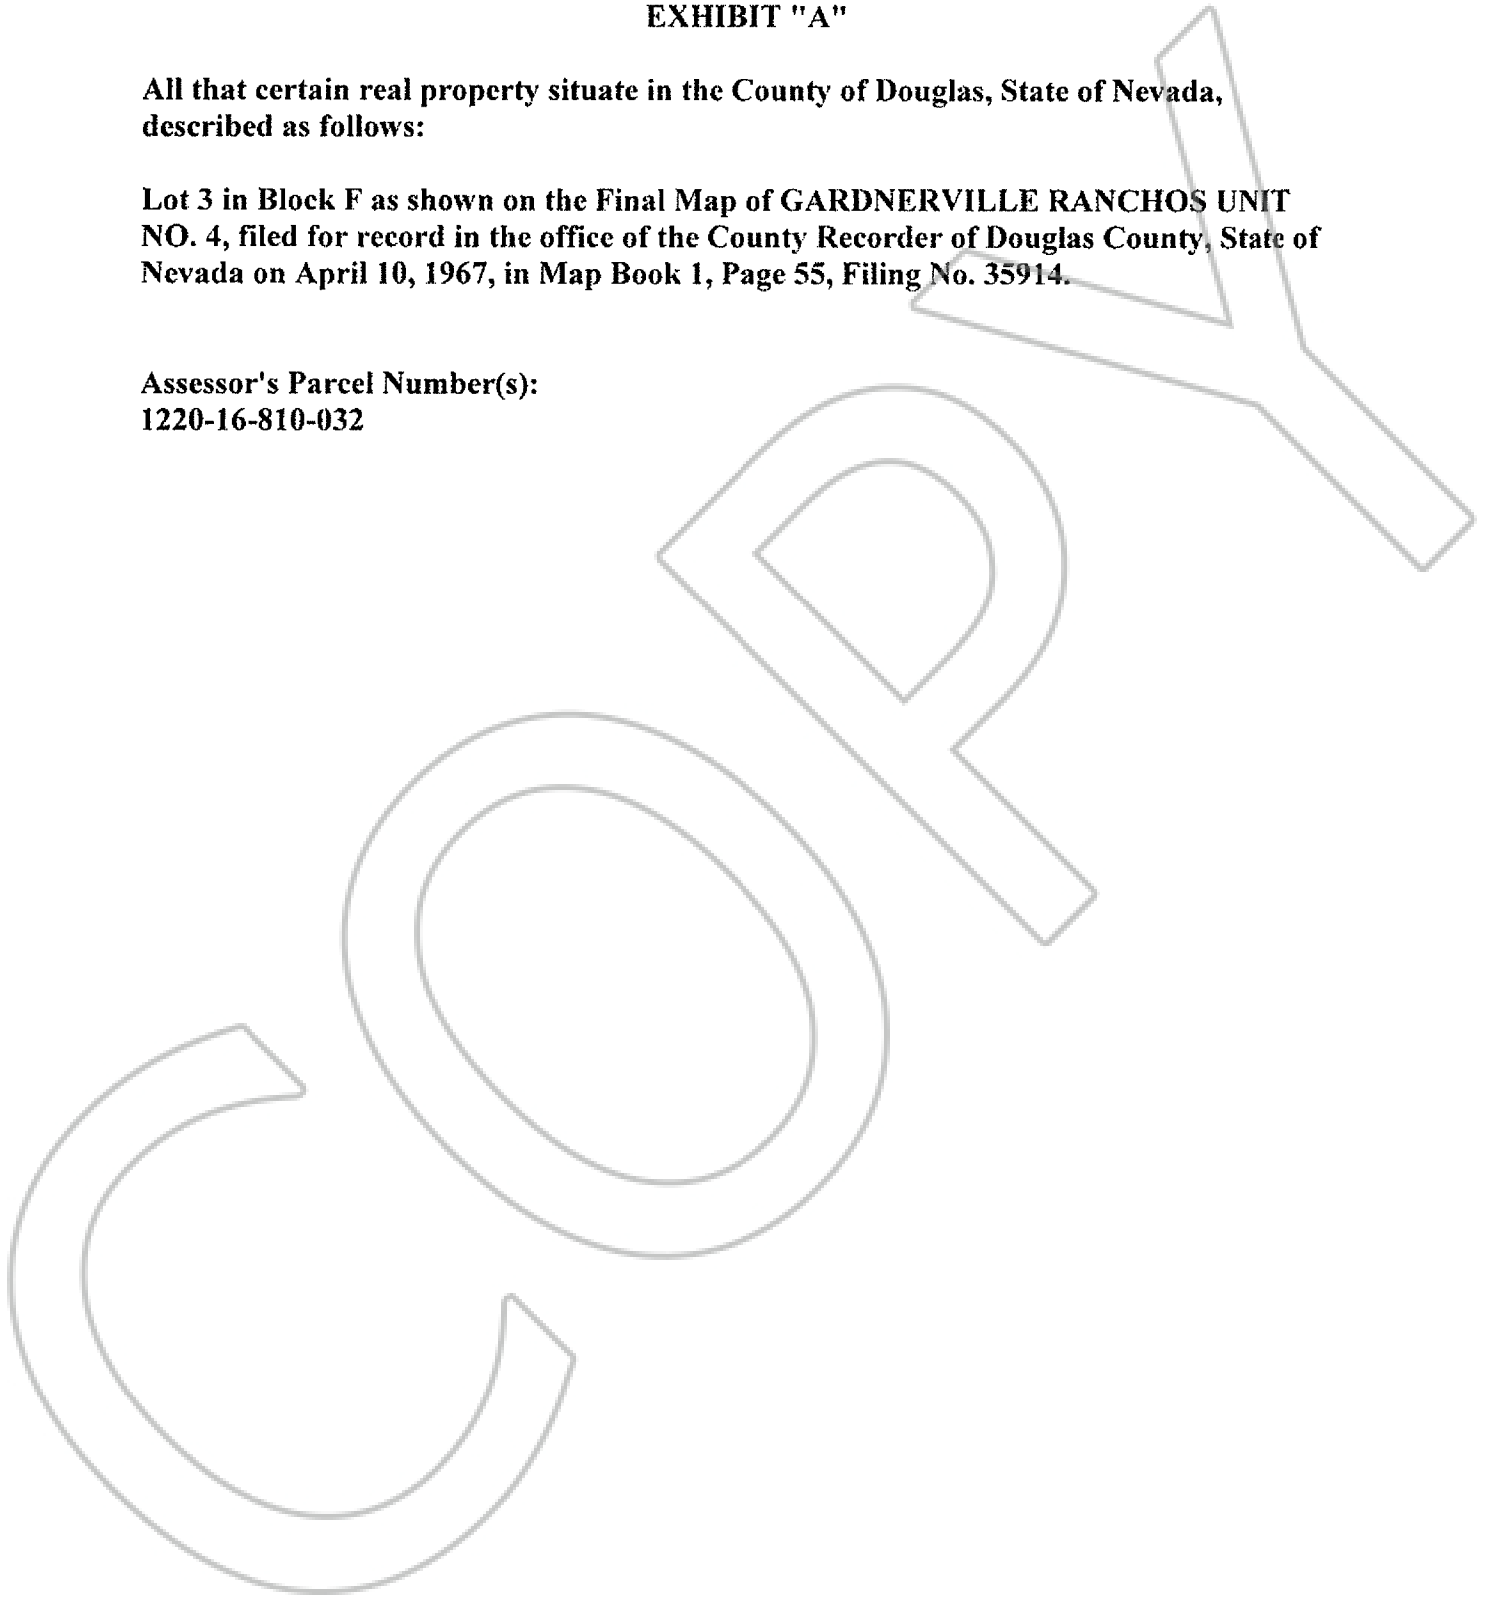 EXHIBIT "A"
All that certain real property situate in the County of Douglas, State of Nevada,
described as follows:
Lot 3 in Block F as shown on the Final Map of GARDNERVILLE RANCHOS UNIT
NO. 4, filed for record in the office of the County Recorder of Douglas County, State of
Nevada on April 10, 1967, in Map Book 1, Page 55, Filing No. 35914.
Assessor's Parcel Number(s):
1220-16-810-032
COPY